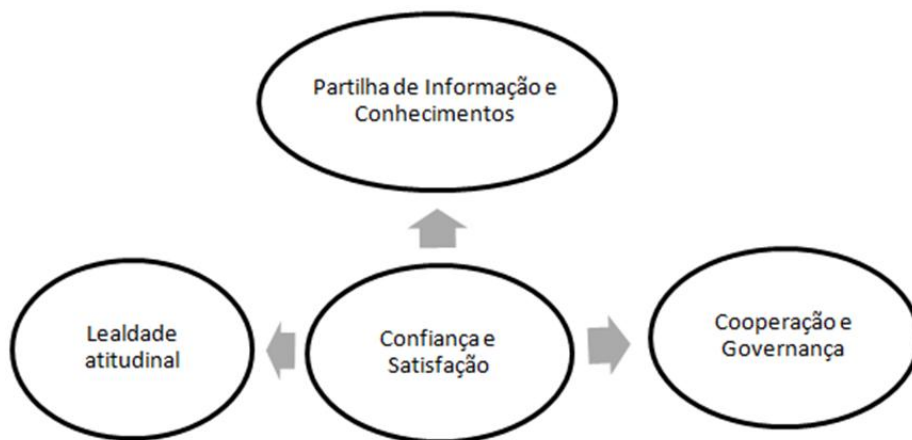 Partilha de Informação e
Conhecimentos
Lealdade
atitudinal
Confiança e
Satisfação
Cooperação e
Governança